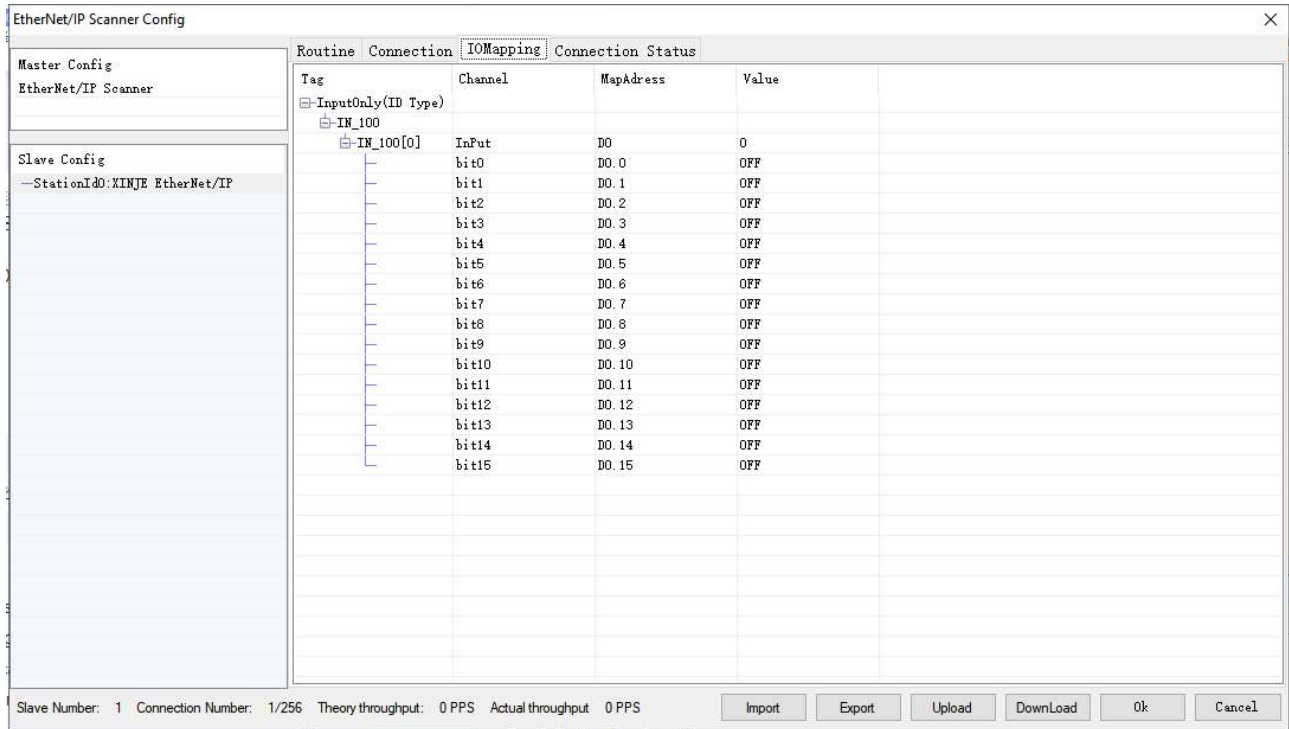 EtherNet/IP Scanner Config
Master Config
EtherNet/IP Scanner
Slave Config
StationId0:XINJE EtherNet/IP
Routine Connection IOMapping Connection Status
Tag Channel MapAdress Value
InputOnly(ID Type)
IN_100
IN_100[0] InPut D0 0
bit0 D0.0 OFF
bit1 D0.1 OFF
bit2 D0.2 OFF
bit3 D0.3 OFF
bit4 D0.4 OFF
bit5 D0.5 OFF
bit6 D0.6 OFF
bit7 D0.7 OFF
bit8 D0.8 OFF
bit9 D0.9 OFF
bit10 D0.10 OFF
bit11 D0.11 OFF
bit12 D0.12 OFF
bit13 D0.13 OFF
bit14 D0.14 OFF
bit15 D0.15 OFF
Slave Number: 1 Connection Number: 1/256 Theory throughput: 0 PPS Actual throughput 0 PPS Import Export Upload DownLoad Ok Cancel